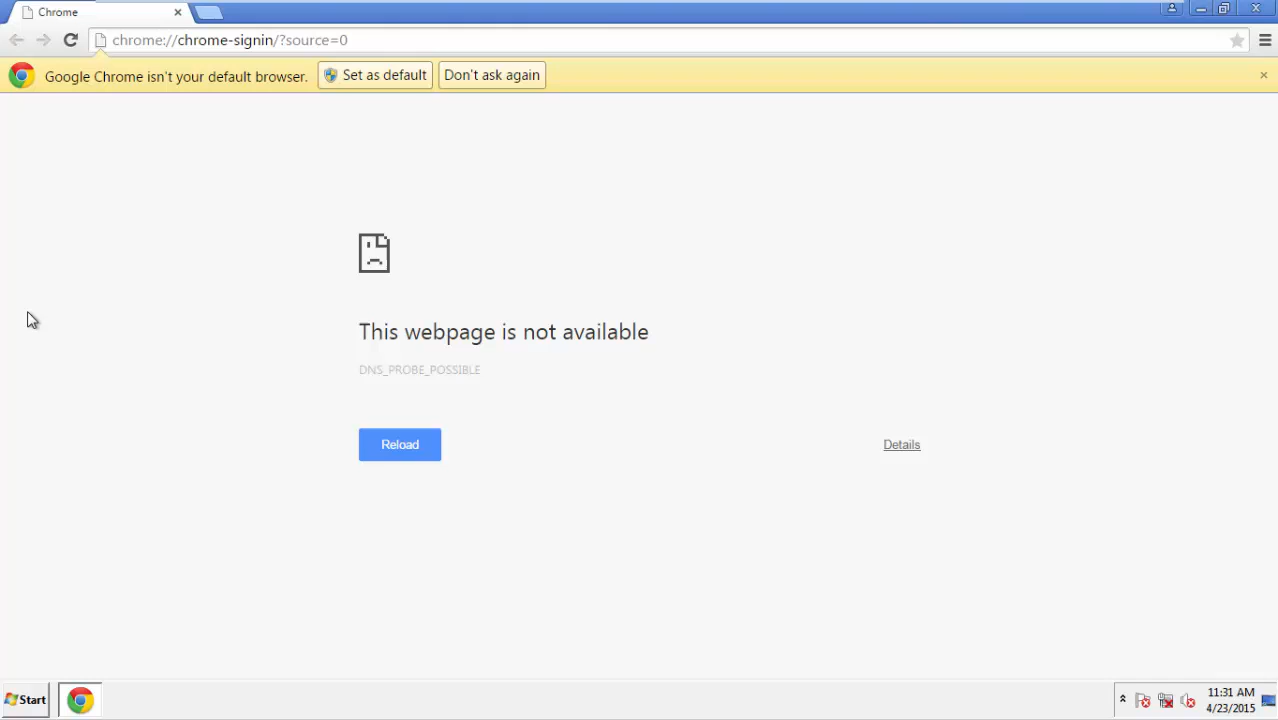 Chrome
chrome://chrome-signin/?source=0
Google Chrome isn't your default browser. Set as default Don't ask again
This webpage is not available
DNS_PROBE_POSSIBLE
Reload Details
Start 11:31 AM
4/23/2015